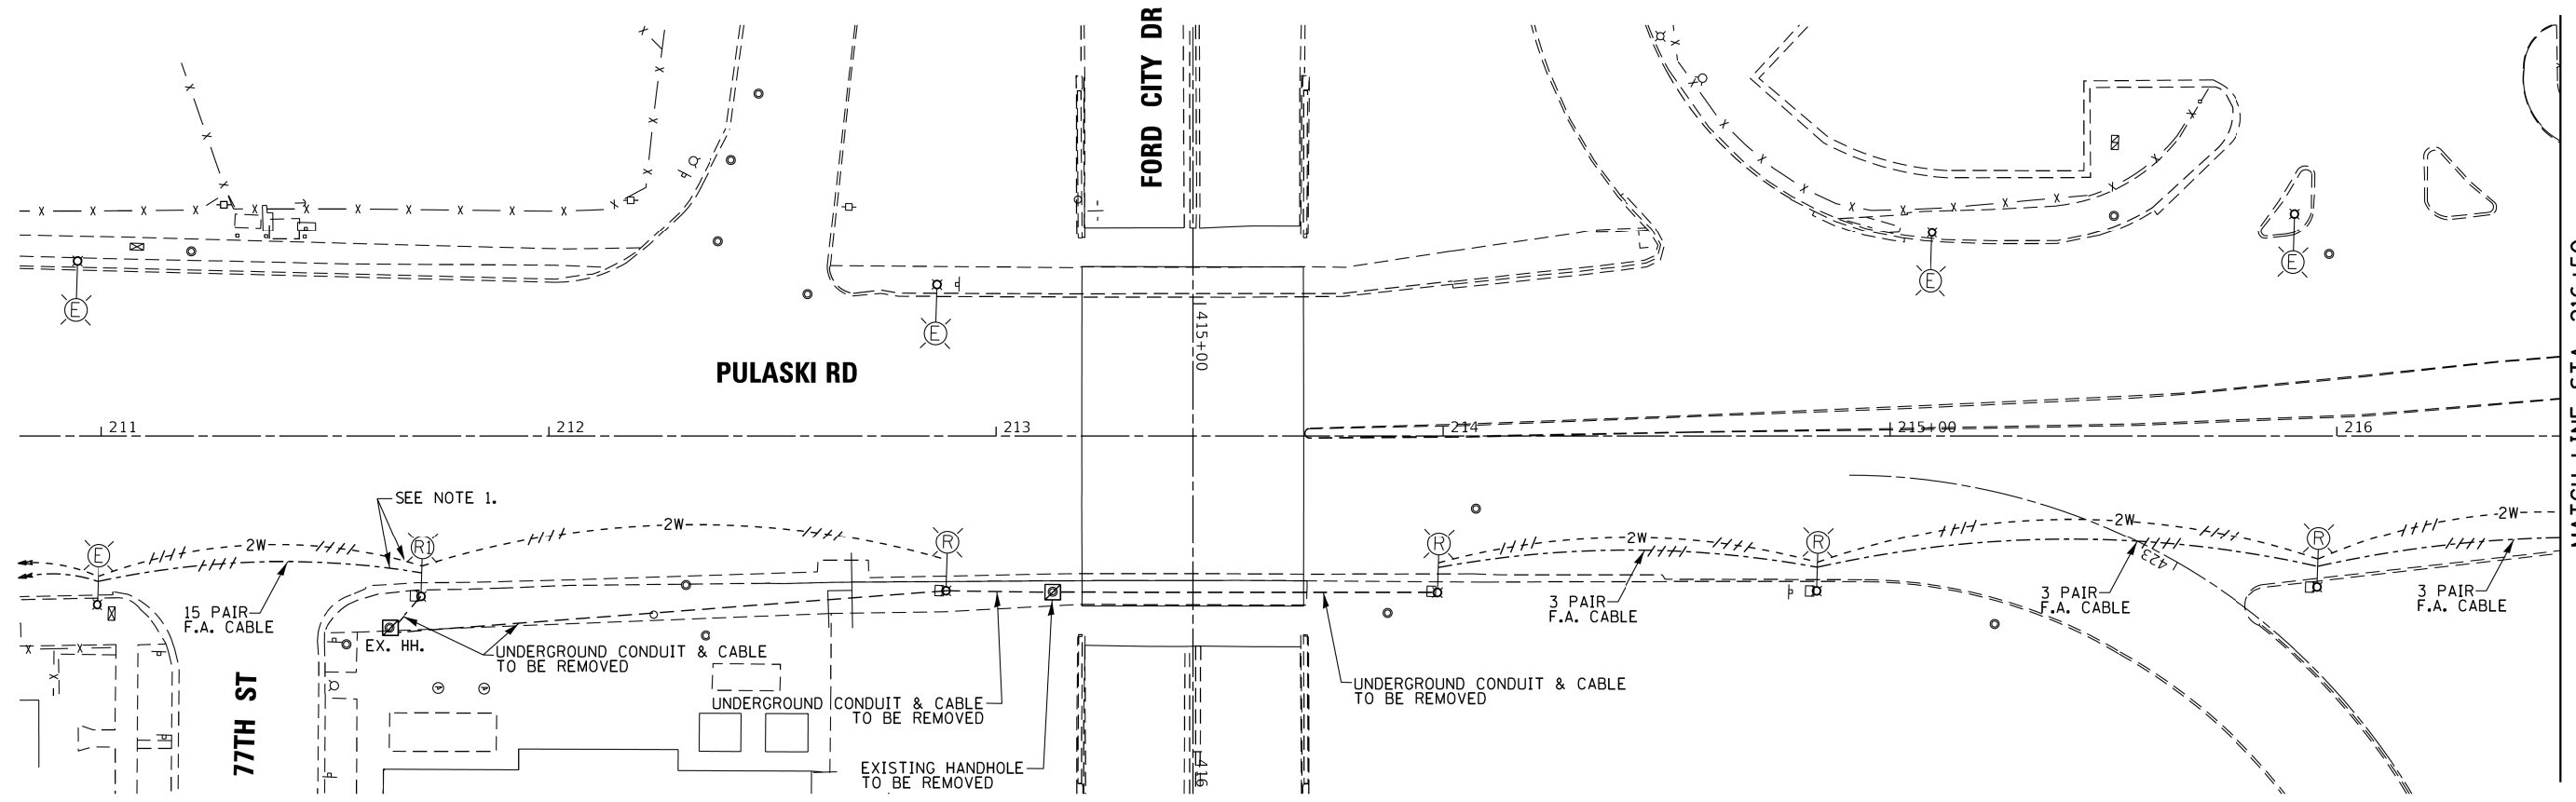 FORD CITY DR
E
E
E
E
415+00
PULASKI RD
211
212
213
214
215+00
216
SEE NOTE 1.
2W
2W
2W
2W
2W
E
R1
R
R
R
R
423
15 PAIR
F.A. CABLE
3 PAIR
F.A. CABLE
3 PAIR
F.A. CABLE
3 PAIR
F.A. CABLE
EX. HH.
UNDERGROUND CONDUIT & CABLE
TO BE REMOVED
UNDERGROUND CONDUIT & CABLE
TO BE REMOVED
UNDERGROUND CONDUIT & CABLE
TO BE REMOVED
77TH ST
EXISTING HANDHOLE
TO BE REMOVED
416